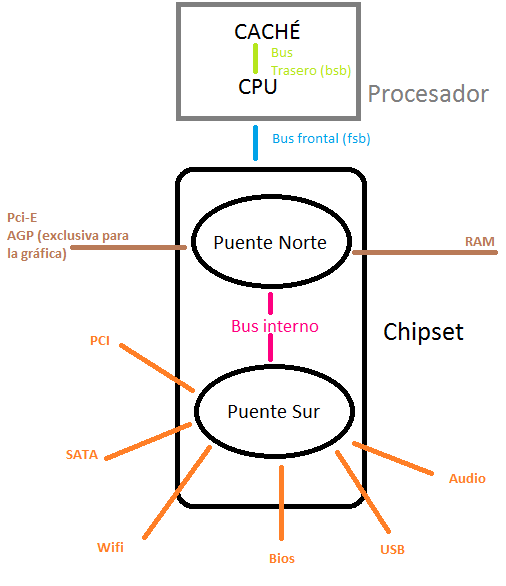 CACHÉ
Bus
Trasero (bsb)
CPU
Procesador
Bus frontal (fsb)
Pci-E
AGP (exclusiva para
la gráfica)
Puente Norte
RAM
Bus interno
Chipset
PCI
Puente Sur
SATA
Audio
Wifi
Bios
USB